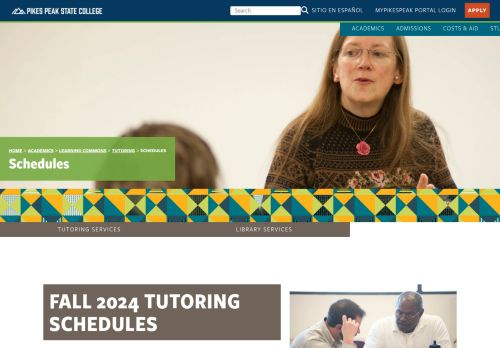 PIKES PEAK STATE COLLEGE
Search
SITIO EN ESPAÑOL
MYPIKESPEAK PORTAL LOGIN
APPLY
ACADEMICS
ADMISSIONS
COSTS & AID
STU
HOME > ACADEMICS > LEARNING COMMONS > TUTORING > SCHEDULES
Schedules
TUTORING SERVICES
LIBRARY SERVICES
FALL 2024 TUTORING
SCHEDULES